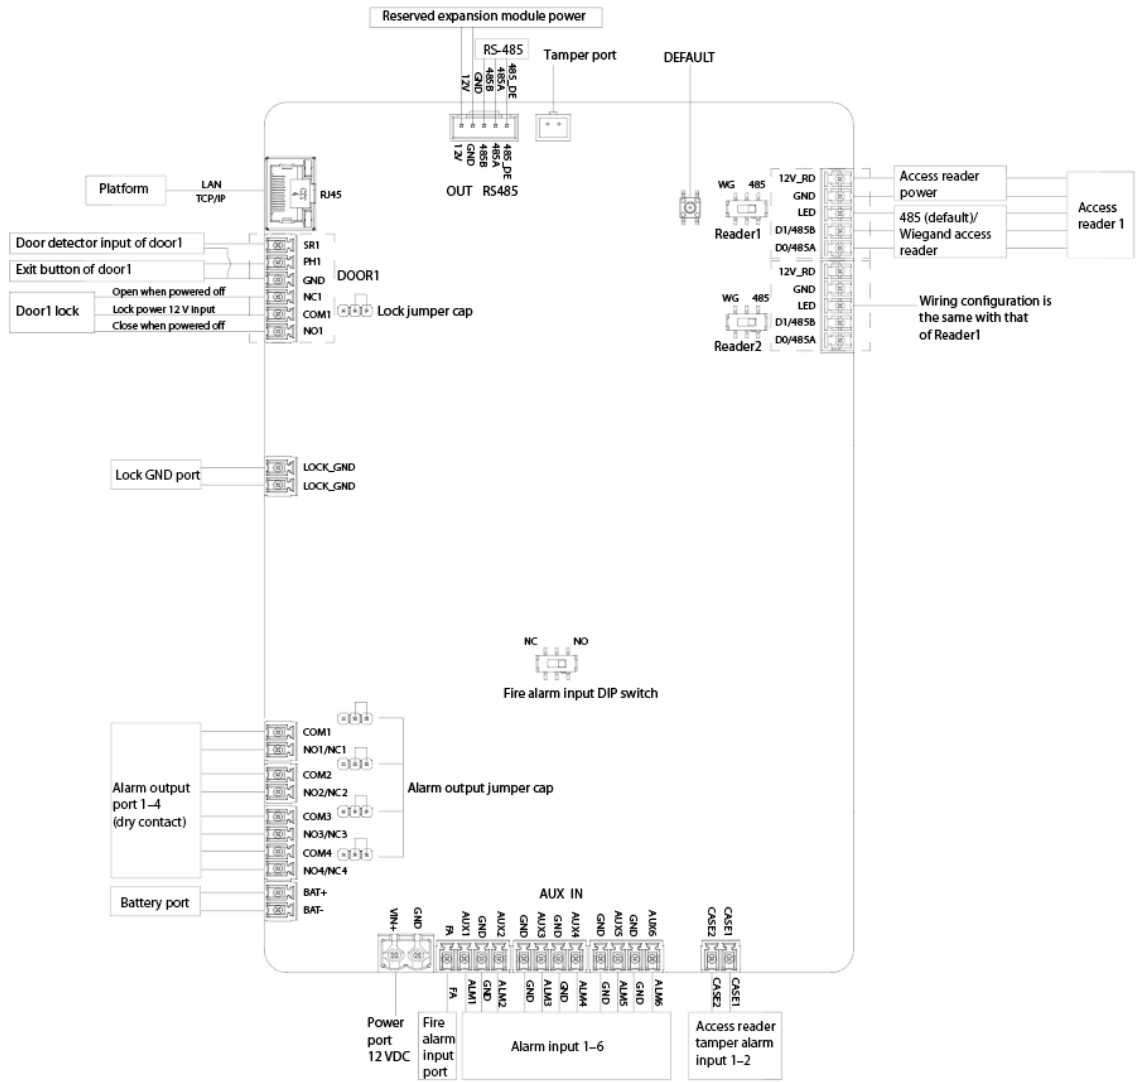 Reserved expansion module power
RS-485
Tamper port
DEFAULT
12V
GND
485B
485A
485_DE
12V
GND
485B
485A
485_DE
OUT RS485
Platform
LAN
TCP/IP
RJ45
Door detector input of door1
Exit button of door1
Door1 lock
Open when powered off
Lock power 12 V input
Close when powered off
SR1
PH1
GND
NC1
COM1
NO1
DOOR1
Lock jumper cap
WG 485
Reader1
12V_RD
GND
LED
D1/485B
D0/485A
Access reader
power
485 (default)/
Wiegand access
reader
Access
reader 1
WG 485
Reader2
12V_RD
GND
LED
D1/485B
D0/485A
Wiring configuration is
the same with that
of Reader1
Lock GND port
LOCK_GND
LOCK_GND
NC NO
Fire alarm input DIP switch
Alarm output
port 1–4
(dry contact)
COM1
NO1/NC1
COM2
NO2/NC2
COM3
NO3/NC3
COM4
NO4/NC4
Alarm output jumper cap
Battery port
BAT+
BAT-
AUX IN
VIN+
GND
FA
AUX1
GND
AUX2
GND
AUX3
GND
AUX4
GND
AUX5
GND
AUX6
CASE2
CASE1
FA
ALM1
GND
ALM2
GND
ALM3
GND
ALM4
GND
ALM5
GND
ALM6
CASE2
CASE1
Power
port
12 VDC
Fire
alarm
input
port
Alarm input 1–6
Access reader
tamper alarm
input 1–2